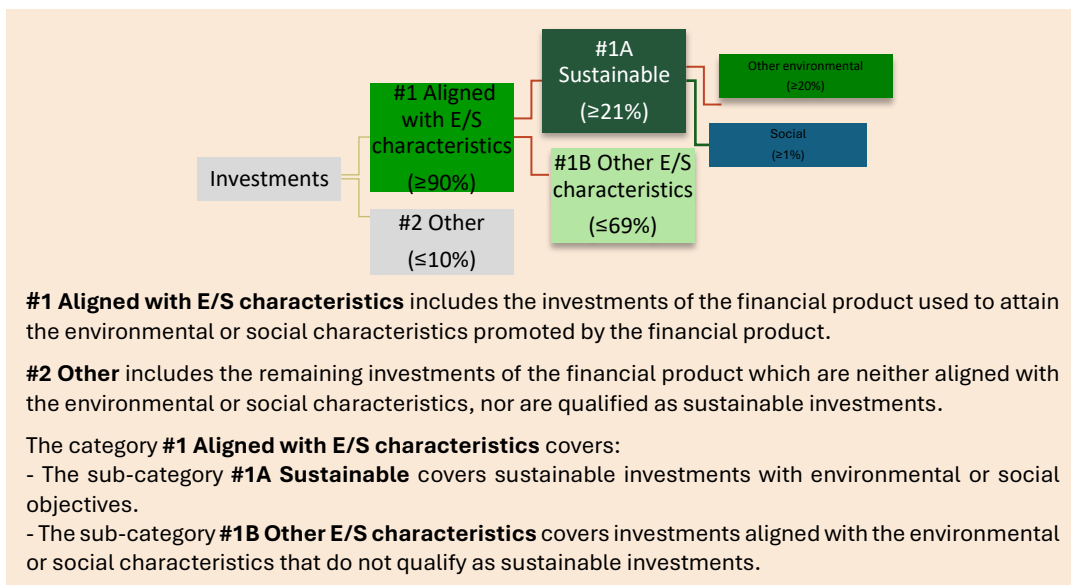 #1A
Sustainable
(≥21%)
Other environmental
(≥20%)
#1 Aligned
with E/S
characteristics
(≥90%)
Social
(≥1%)
#1B Other E/S
characteristics
(≤69%)
Investments
#2 Other
(≤10%)
#1 Aligned with E/S characteristics includes the investments of the financial product used to attain
the environmental or social characteristics promoted by the financial product.
#2 Other includes the remaining investments of the financial product which are neither aligned with
the environmental or social characteristics, nor are qualified as sustainable investments.
The category #1 Aligned with E/S characteristics covers:
- The sub-category #1A Sustainable covers sustainable investments with environmental or social
objectives.
- The sub-category #1B Other E/S characteristics covers investments aligned with the environmental
or social characteristics that do not qualify as sustainable investments.